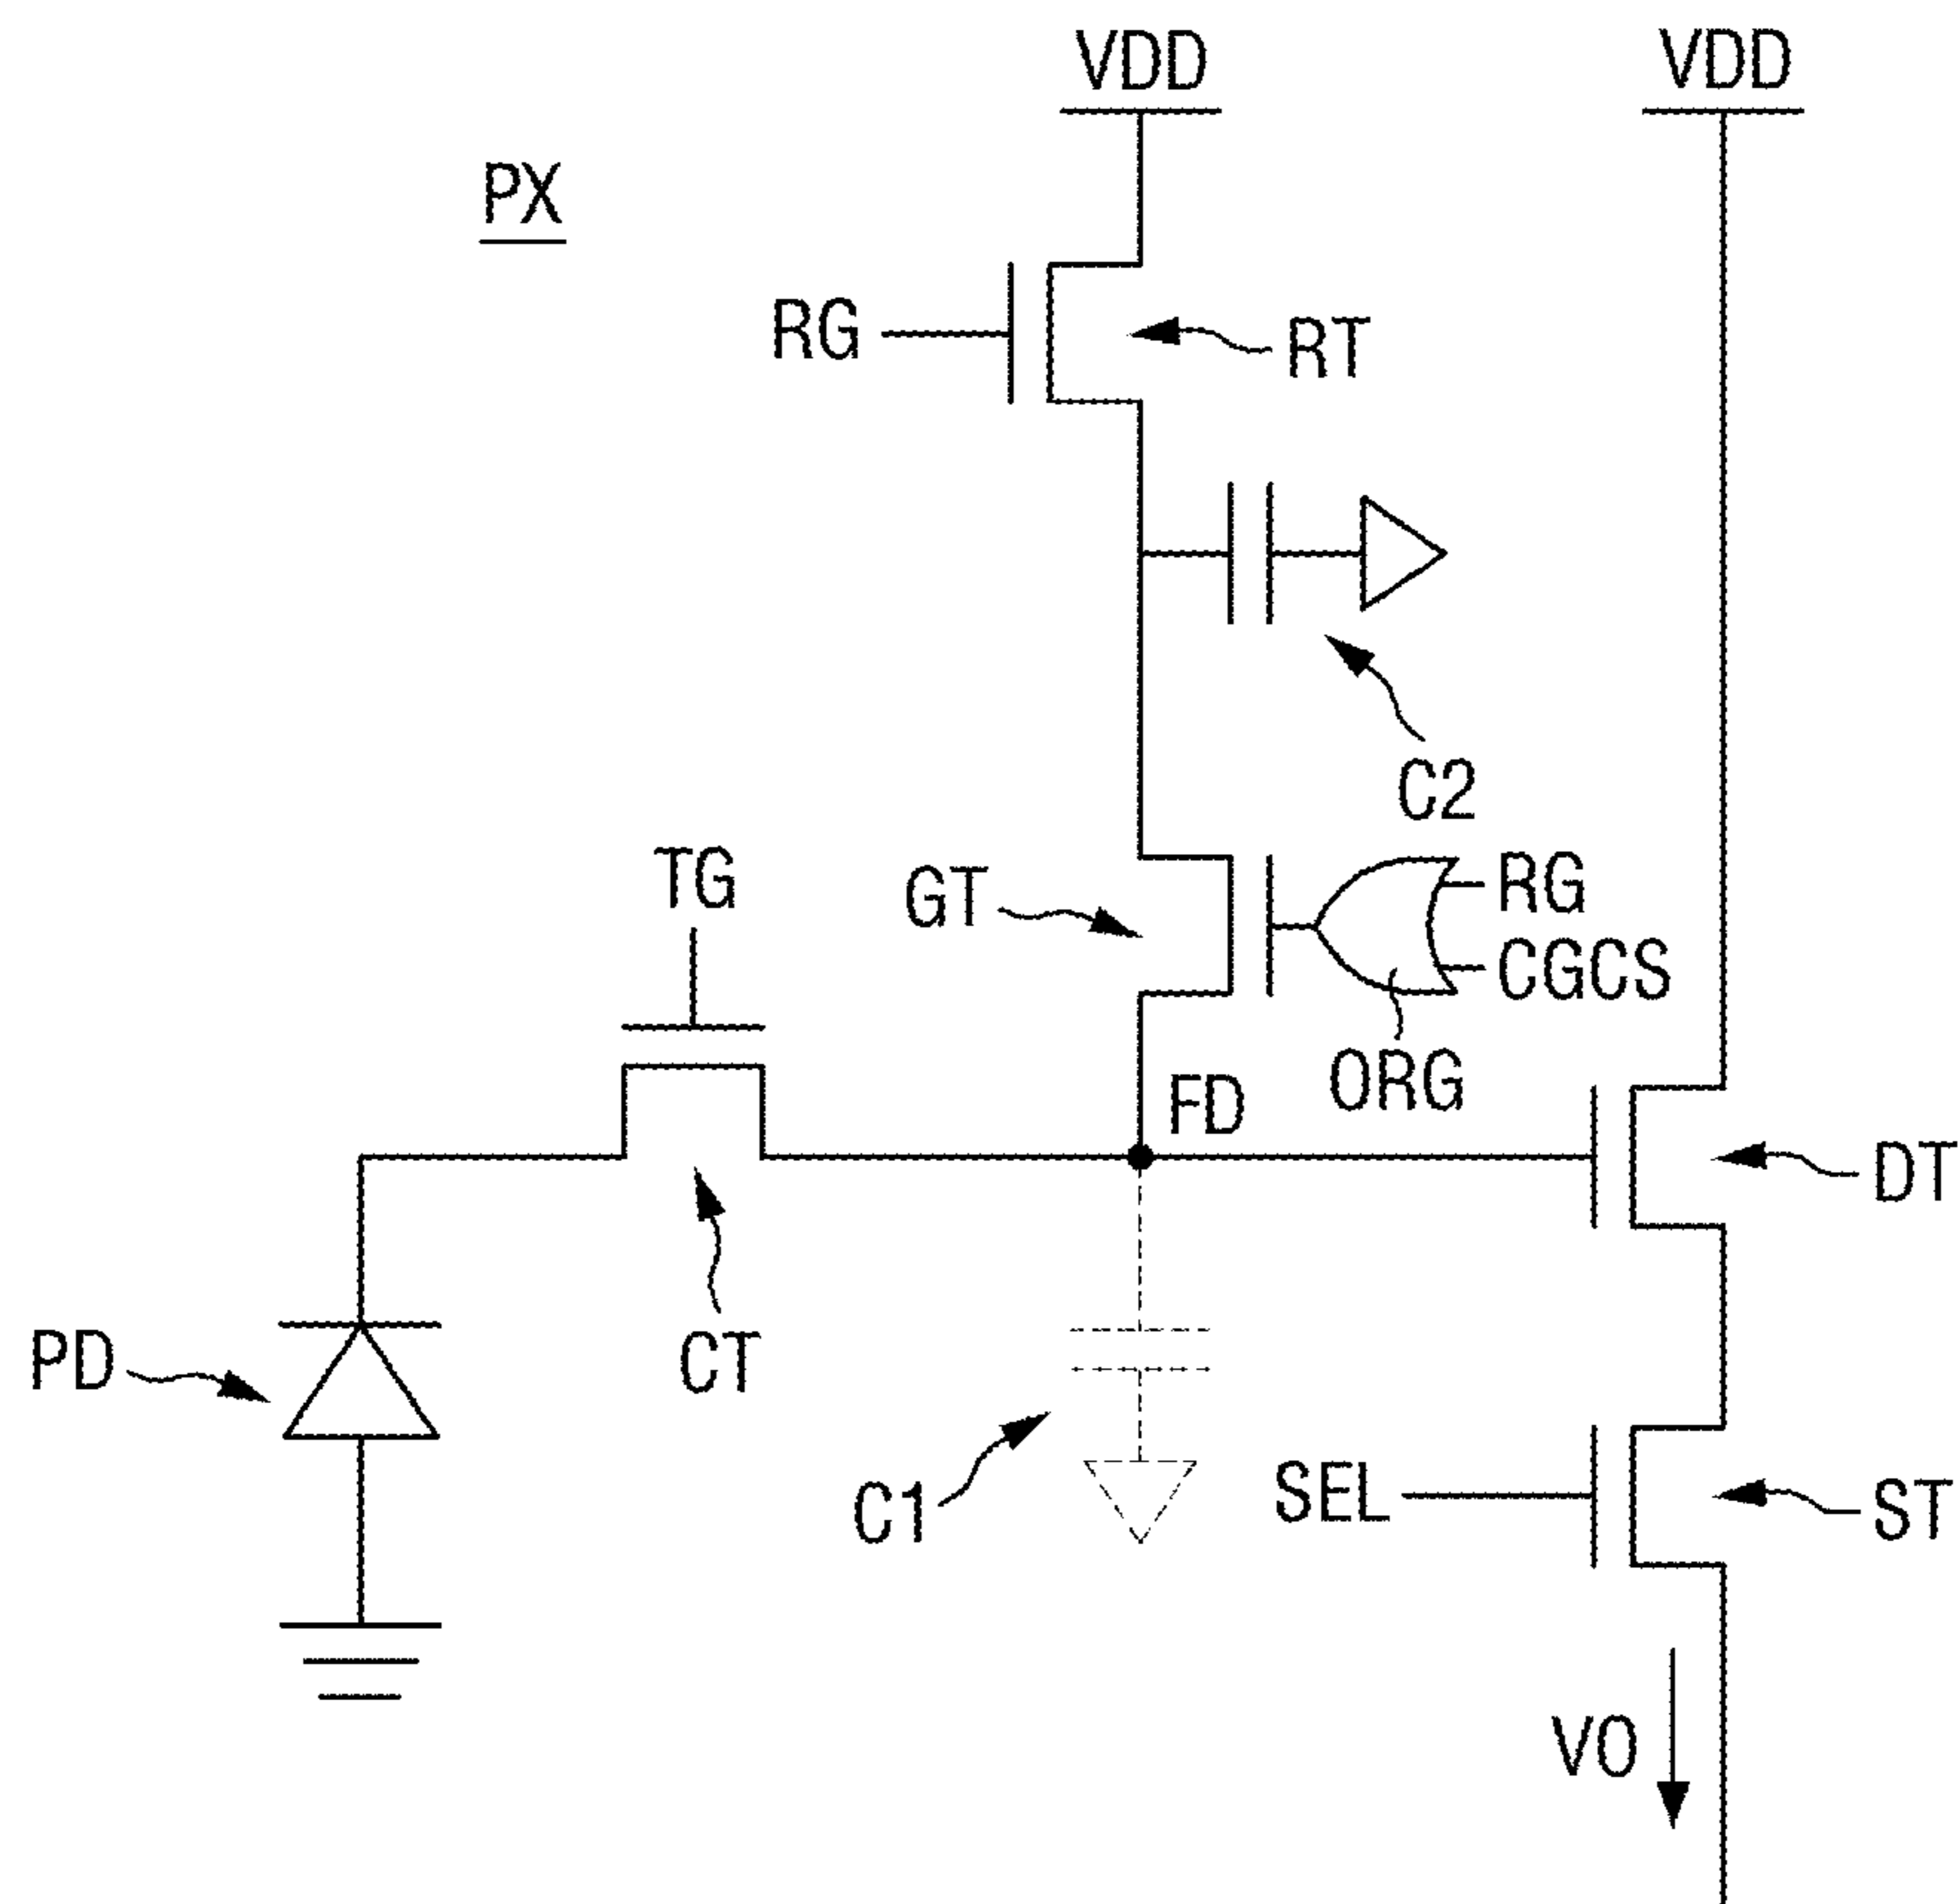 VDD
VDD
PX
RG
RT
C2
TG
GT
RG
CGCS
ORG
FD
DT
PD
CT
C1
SEL
ST
VO